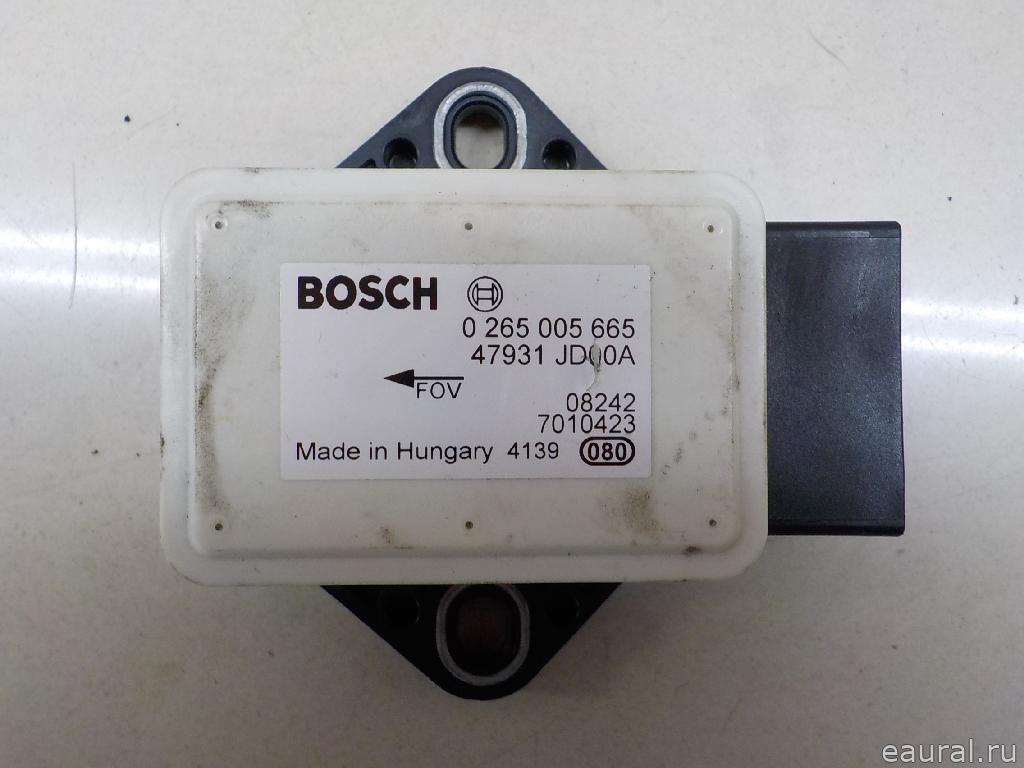 BOSCH
0 265 005 665
47931 JD00A
FOV
08242
7010423
Made in Hungary 4139 080
eaural.ru